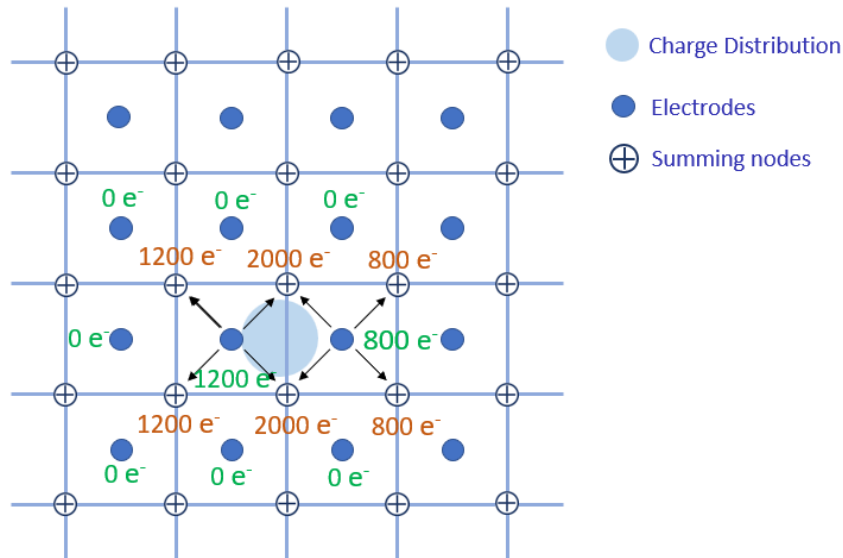 Charge Distribution
Electrodes
Summing nodes
0 e⁻ 0 e⁻ 0 e⁻
1200 e⁻ 2000 e⁻ 800 e⁻
0 e⁻ 800 e⁻
1200 e⁻
1200 e⁻ 2000 e⁻ 800 e⁻
0 e⁻ 0 e⁻ 0 e⁻